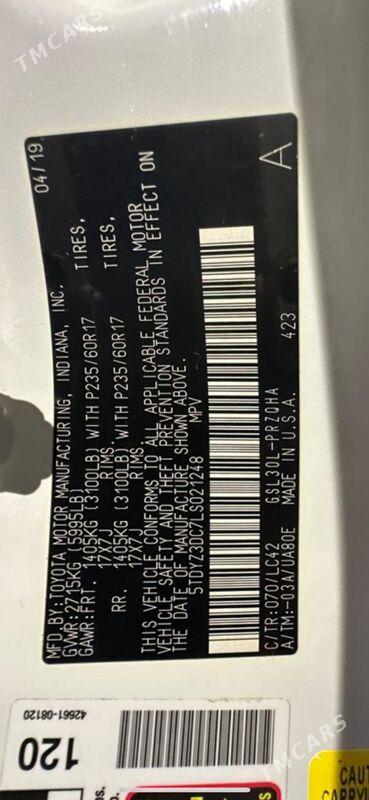 TMCARS
MFD.BY:TOYOTA MOTOR MANUFACTURING, INDIANA, INC. 04/19
GVWR:2715KG (5995LB)
GAWR:FRT. 1405KG (3100LB) WITH P235/60R17 TIRES,
17X7J RIMS
RR. 1405KG (3100LB) WITH P235/60R17 TIRES,
17X7J RIMS
THIS VEHICLE CONFORMS TO ALL APPLICABLE FEDERAL MOTOR
VEHICLE SAFETY AND THEFT PREVENTION STANDARDS IN EFFECT ON
THE DATE OF MANUFACTURE SHOWN ABOVE.
5TDYZ3DC7LS021248 MPV
C/TR:070/LC42 GSL30L-PRZQHA
A/TM:-03A/UA80E MADE IN U.S.A. 423
A
42661-08120
120
TMCARS